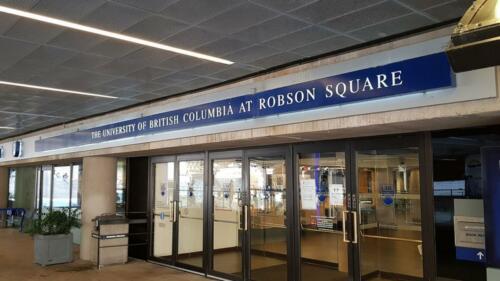 THE UNIVERSITY OF BRITISH COLUMBIA AT ROBSON SQUARE